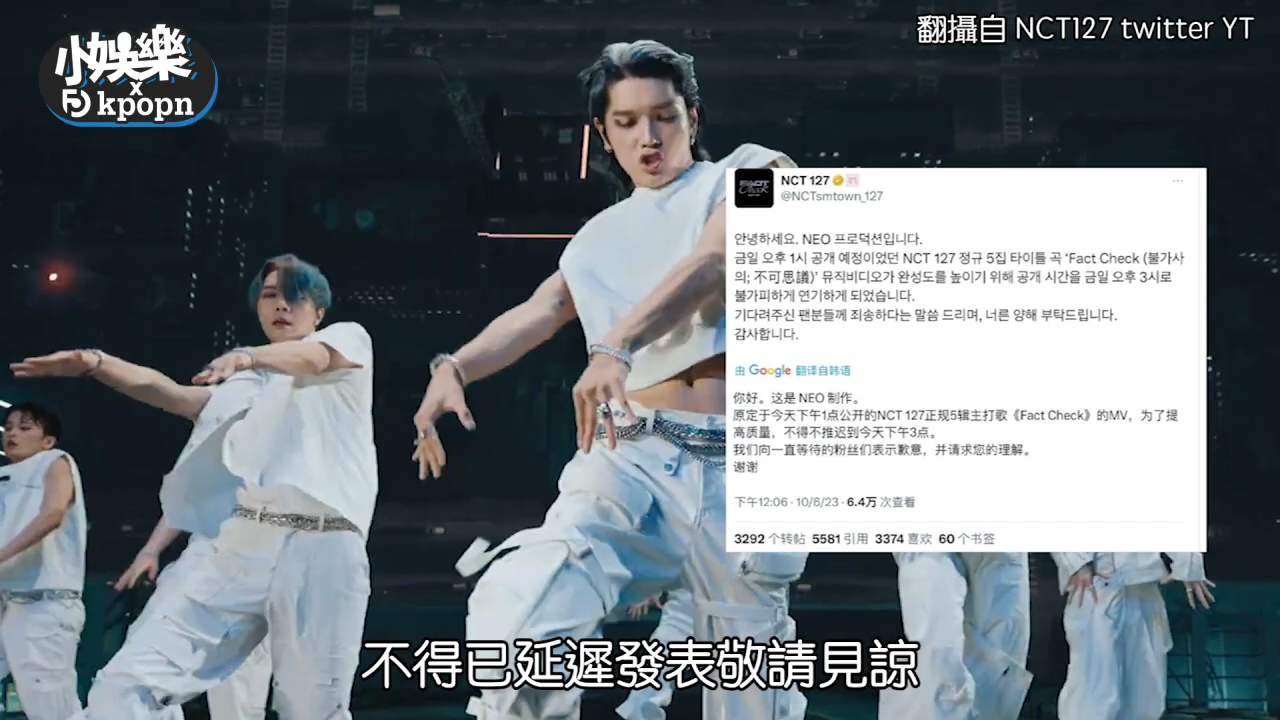 小娛樂
x
kpopn
翻攝自 NCT127 twitter YT
NCT 127
@NCTsmtown_127
안녕하세요. NEO 프로덕션입니다.
금일 오후 1시 공개 예정이었던 NCT 127 정규 5집 타이틀 곡 ‘Fact Check (불가사
의; 不可思議)’ 뮤직비디오가 완성도를 높이기 위해 공개 시간을 금일 오후 3시로
불가피하게 연기하게 되었습니다.
기다려주신 팬분들께 죄송하다는 말씀 드리며, 너른 양해 부탁드립니다.
감사합니다.
由 Google 翻译自韩语
你好。这是 NEO 制作。
原定于今天下午1点公开的NCT 127正规5辑主打歌《Fact Check》的MV，为了提
高质量，不得不推迟到今天下午3点。
我们向一直等待的粉丝们表示歉意，并请求您的理解。
谢谢
下午12:06 · 10/6/23 · 6.4万 次查看
3292 个转帖 5581 引用 3374 喜欢 60 个书签
不得已延遲發表敬請見諒